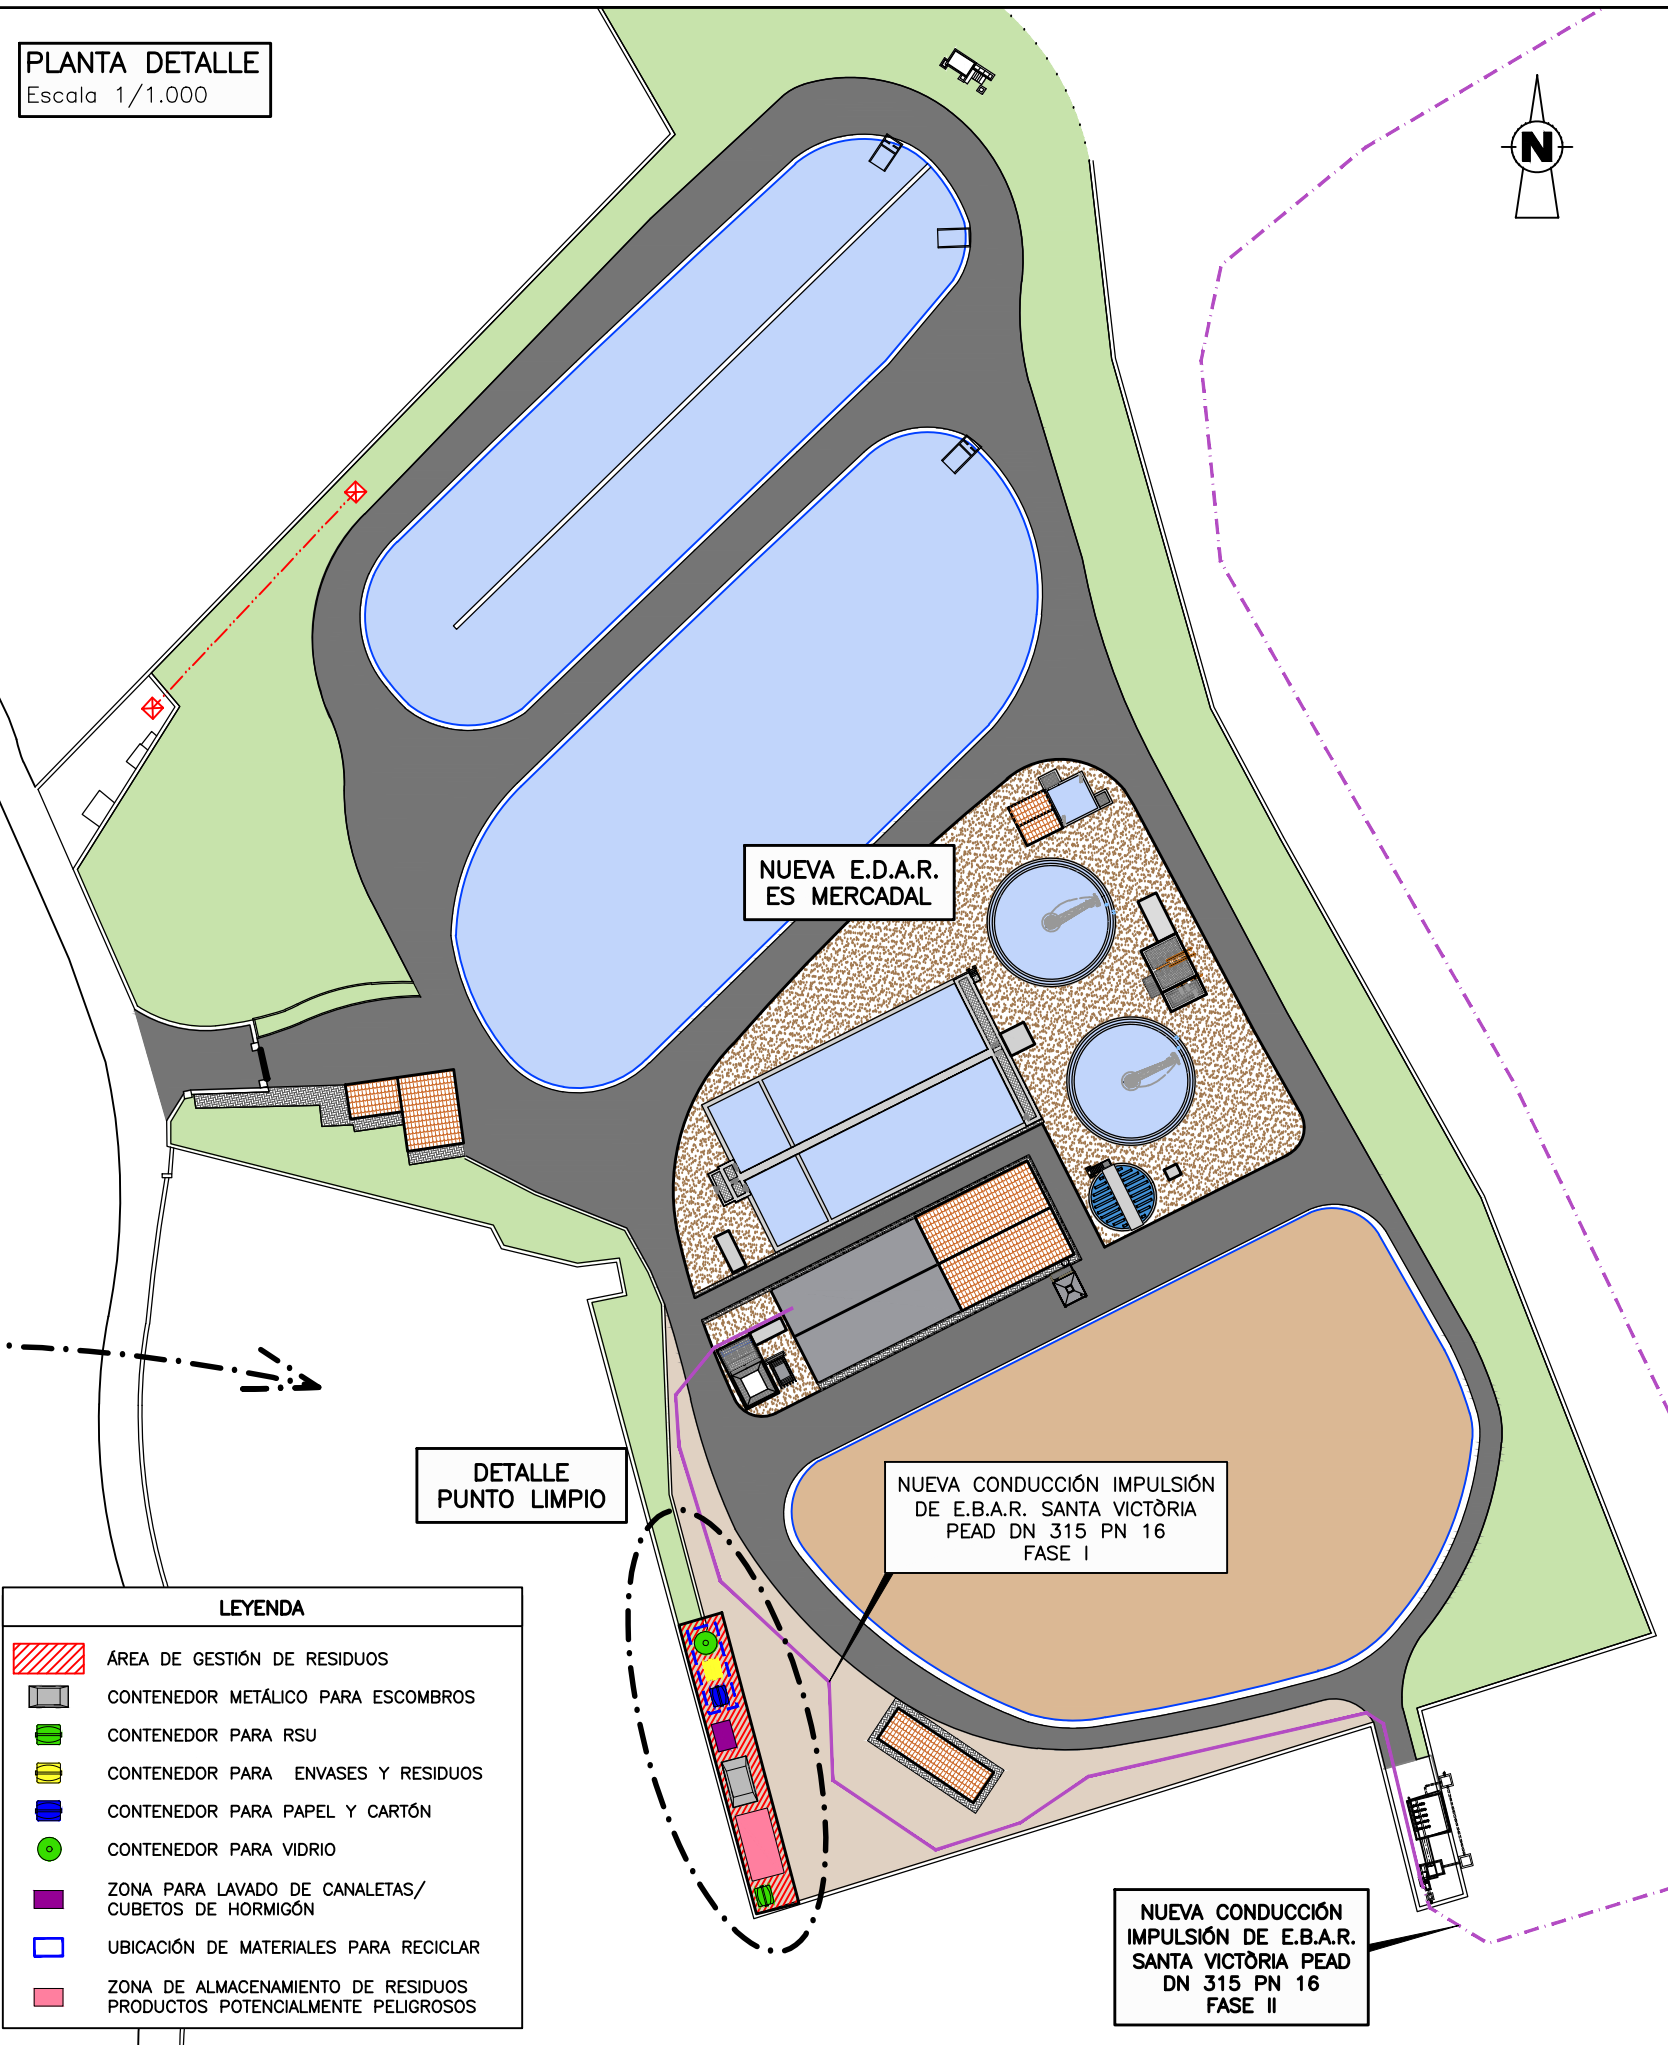 PLANTA DETALLE
Escala 1/1.000
N
NUEVA E.D.A.R.
ES MERCADAL
DETALLE
PUNTO LIMPIO
NUEVA CONDUCCIÓN IMPULSIÓN
DE E.B.A.R. SANTA VICTÒRIA
PEAD DN 315 PN 16
FASE I
LEYENDA
ÁREA DE GESTIÓN DE RESIDUOS
CONTENEDOR METÁLICO PARA ESCOMBROS
CONTENEDOR PARA RSU
CONTENEDOR PARA ENVASES Y RESIDUOS
CONTENEDOR PARA PAPEL Y CARTÓN
CONTENEDOR PARA VIDRIO
ZONA PARA LAVADO DE CANALETAS/
CUBETOS DE HORMIGÓN
UBICACIÓN DE MATERIALES PARA RECICLAR
ZONA DE ALMACENAMIENTO DE RESIDUOS
PRODUCTOS POTENCIALMENTE PELIGROSOS
NUEVA CONDUCCIÓN
IMPULSIÓN DE E.B.A.R.
SANTA VICTÒRIA PEAD
DN 315 PN 16
FASE II